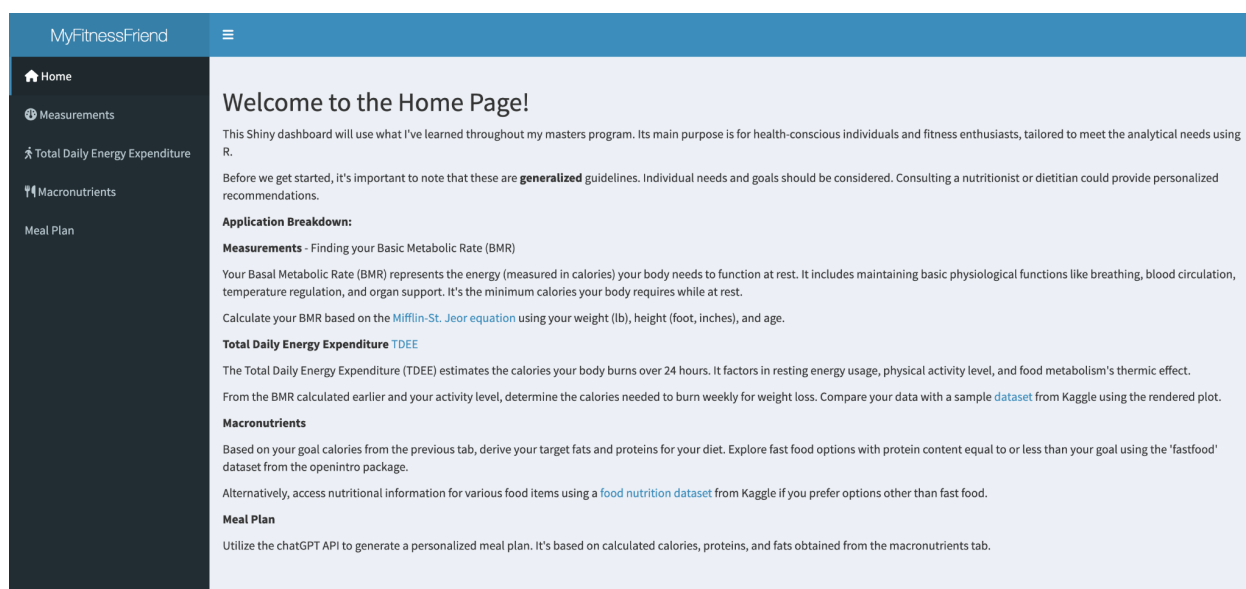 MyFitnessFriend
Home
Measurements
Total Daily Energy Expenditure
Macronutrients
Meal Plan
Welcome to the Home Page!
This Shiny dashboard will use what I've learned throughout my masters program. Its main purpose is for health-conscious individuals and fitness enthusiasts, tailored to meet the analytical needs using
R.
Before we get started, it's important to note that these are generalized guidelines. Individual needs and goals should be considered. Consulting a nutritionist or dietitian could provide personalized
recommendations.
Application Breakdown:
Measurements - Finding your Basic Metabolic Rate (BMR)
Your Basal Metabolic Rate (BMR) represents the energy (measured in calories) your body needs to function at rest. It includes maintaining basic physiological functions like breathing, blood circulation,
temperature regulation, and organ support. It's the minimum calories your body requires while at rest.
Calculate your BMR based on the Mifflin-St. Jeor equation using your weight (lb), height (foot, inches), and age.
Total Daily Energy Expenditure TDEE
The Total Daily Energy Expenditure (TDEE) estimates the calories your body burns over 24 hours. It factors in resting energy usage, physical activity level, and food metabolism's thermic effect.
From the BMR calculated earlier and your activity level, determine the calories needed to burn weekly for weight loss. Compare your data with a sample dataset from Kaggle using the rendered plot.
Macronutrients
Based on your goal calories from the previous tab, derive your target fats and proteins for your diet. Explore fast food options with protein content equal to or less than your goal using the 'fastfood'
dataset from the openintro package.
Alternatively, access nutritional information for various food items using a food nutrition dataset from Kaggle if you prefer options other than fast food.
Meal Plan
Utilize the chatGPT API to generate a personalized meal plan. It's based on calculated calories, proteins, and fats obtained from the macronutrients tab.